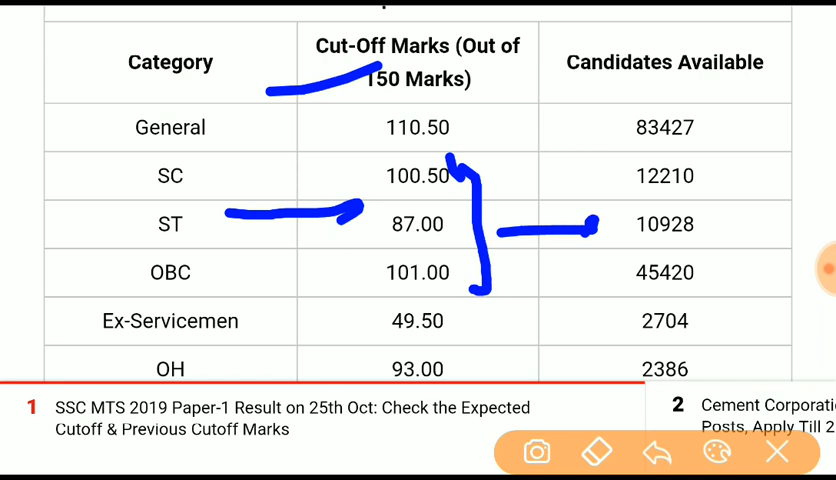 Category
Cut-Off Marks (Out of
150 Marks)
Candidates Available
General 110.50 83427
SC 100.50 12210
ST 87.00 10928
OBC 101.00 45420
Ex-Servicemen 49.50 2704
OH 93.00 2386
1 SSC MTS 2019 Paper-1 Result on 25th Oct: Check the Expected
Cutoff & Previous Cutoff Marks
2 Cement Corporati
Posts, Apply Till 2